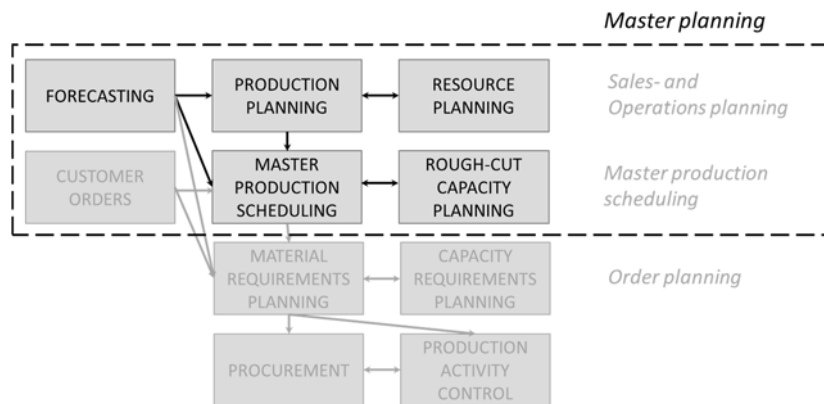 Master planning
FORECASTING
PRODUCTION
PLANNING
RESOURCE
PLANNING
Sales- and
Operations planning
CUSTOMER
ORDERS
MASTER
PRODUCTION
SCHEDULING
ROUGH-CUT
CAPACITY
PLANNING
Master production
scheduling
MATERIAL
REQUIREMENTS
PLANNING
CAPACITY
REQUIREMENTS
PLANNING
Order planning
PROCUREMENT
PRODUCTION
ACTIVITY
CONTROL